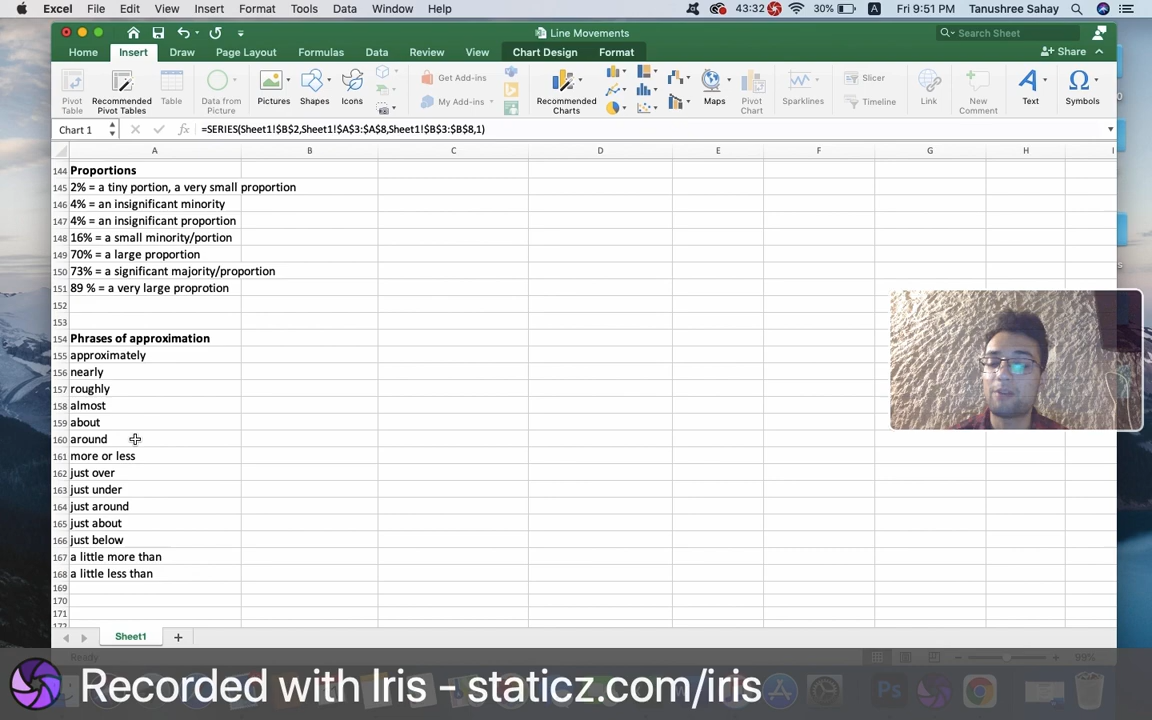 Excel File Edit View Insert Format Tools Data Window Help 43:32 30% A Fri 9:51 PM Tanushree Sahay
Line Movements
Search Sheet
Home Insert Draw Page Layout Formulas Data Review View Chart Design Format Share
Pivot Table
Recommended Pivot Tables
Table
Data from Picture
Pictures
Shapes
Icons
Get Add-ins
My Add-ins
Recommended Charts
Maps
Pivot Chart
Sparklines
Slicer
Timeline
Link
New Comment
Text
Symbols
Chart 1 fx =SERIES(Sheet1!$B$2,Sheet1!$A$3:$A$8,Sheet1!$B$3:$B$8,1)
A B C D E F G H I
144 Proportions
145 2% = a tiny portion, a very small proportion
146 4% = an insignificant minority
147 4% = an insignificant proportion
148 16% = a small minority/portion
149 70% = a large proportion
150 73% = a significant majority/proportion
151 89 % = a very large proprotion
152
153
154 Phrases of approximation
155 approximately
156 nearly
157 roughly
158 almost
159 about
160 around
161 more or less
162 just over
163 just under
164 just around
165 just about
166 just below
167 a little more than
168 a little less than
169
170
171
172
Sheet1
Ready
Recorded with Iris - staticz.com/iris